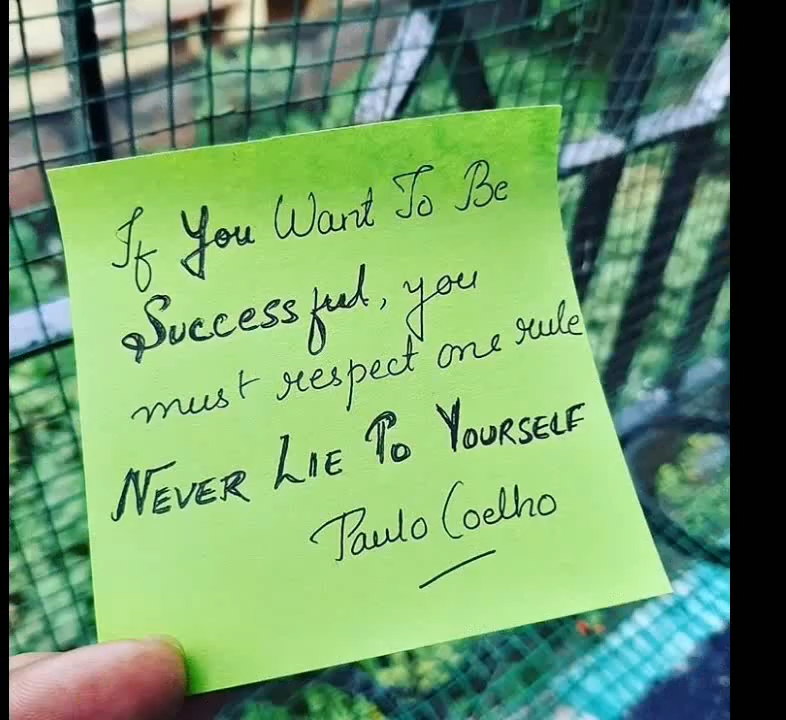 If You Want To Be
Successful, you
must respect one rule
NEVER LIE To YOURSELF
Paulo Coelho